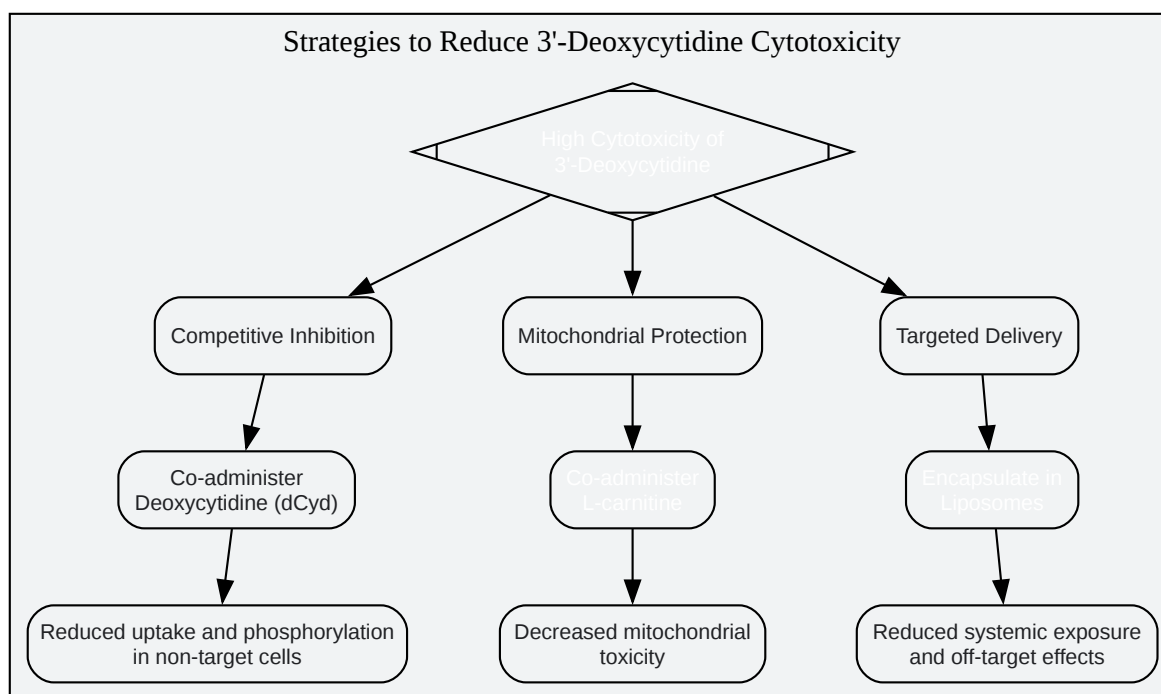 Strategies to Reduce 3'-Deoxycytidine Cytotoxicity
High Cytotoxicity of
3'-Deoxycytidine
Competitive Inhibition
Mitochondrial Protection
Targeted Delivery
Co-administer
Deoxycytidine (dCyd)
Co-administer
L-carnitine
Encapsulate in
Liposomes
Reduced uptake and phosphorylation
in non-target cells
Decreased mitochondrial
toxicity
Reduced systemic exposure
and off-target effects